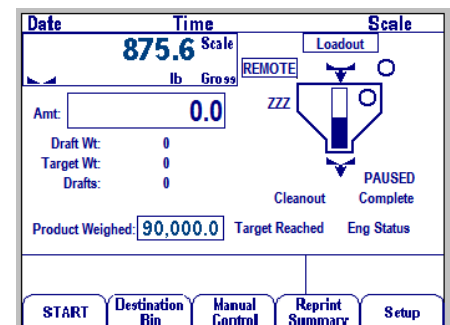 Date Time Scale
875.6 Scale
lb Gross
Loadout
REMOTE
ZZZ
Amt: 0.0
Draft Wt: 0
Target Wt: 0
Drafts: 0
PAUSED
Cleanout Complete
Product Weighed: 90,000.0 Target Reached Eng Status
START
Destination
Bin
Manual
Control
Reprint
Summary
Setup